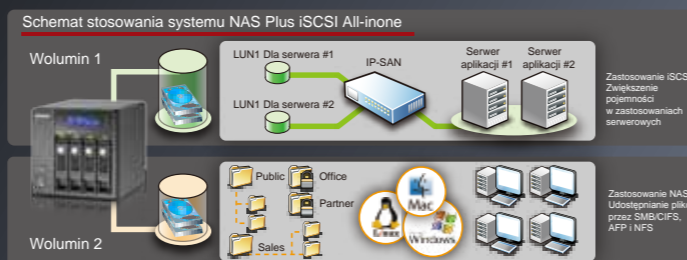 Schemat stosowania systemu NAS Plus iSCSI All-inone
Wolumin 1
LUN1 Dla serwera #1
LUN1 Dla serwera #2
IP-SAN
Serwer
aplikacji #1
Serwer
aplikacji #2
Zastosowanie iSCS
Zwiększenie
pojemności
w zastosowaniach
serwerowych
Wolumin 2
Public
Office
Partner
Sales
Mac
Linux
Windows
Zastosowanie NAS
Udostępnianie plik
przez SMB/CIFS,
AFP i NFS